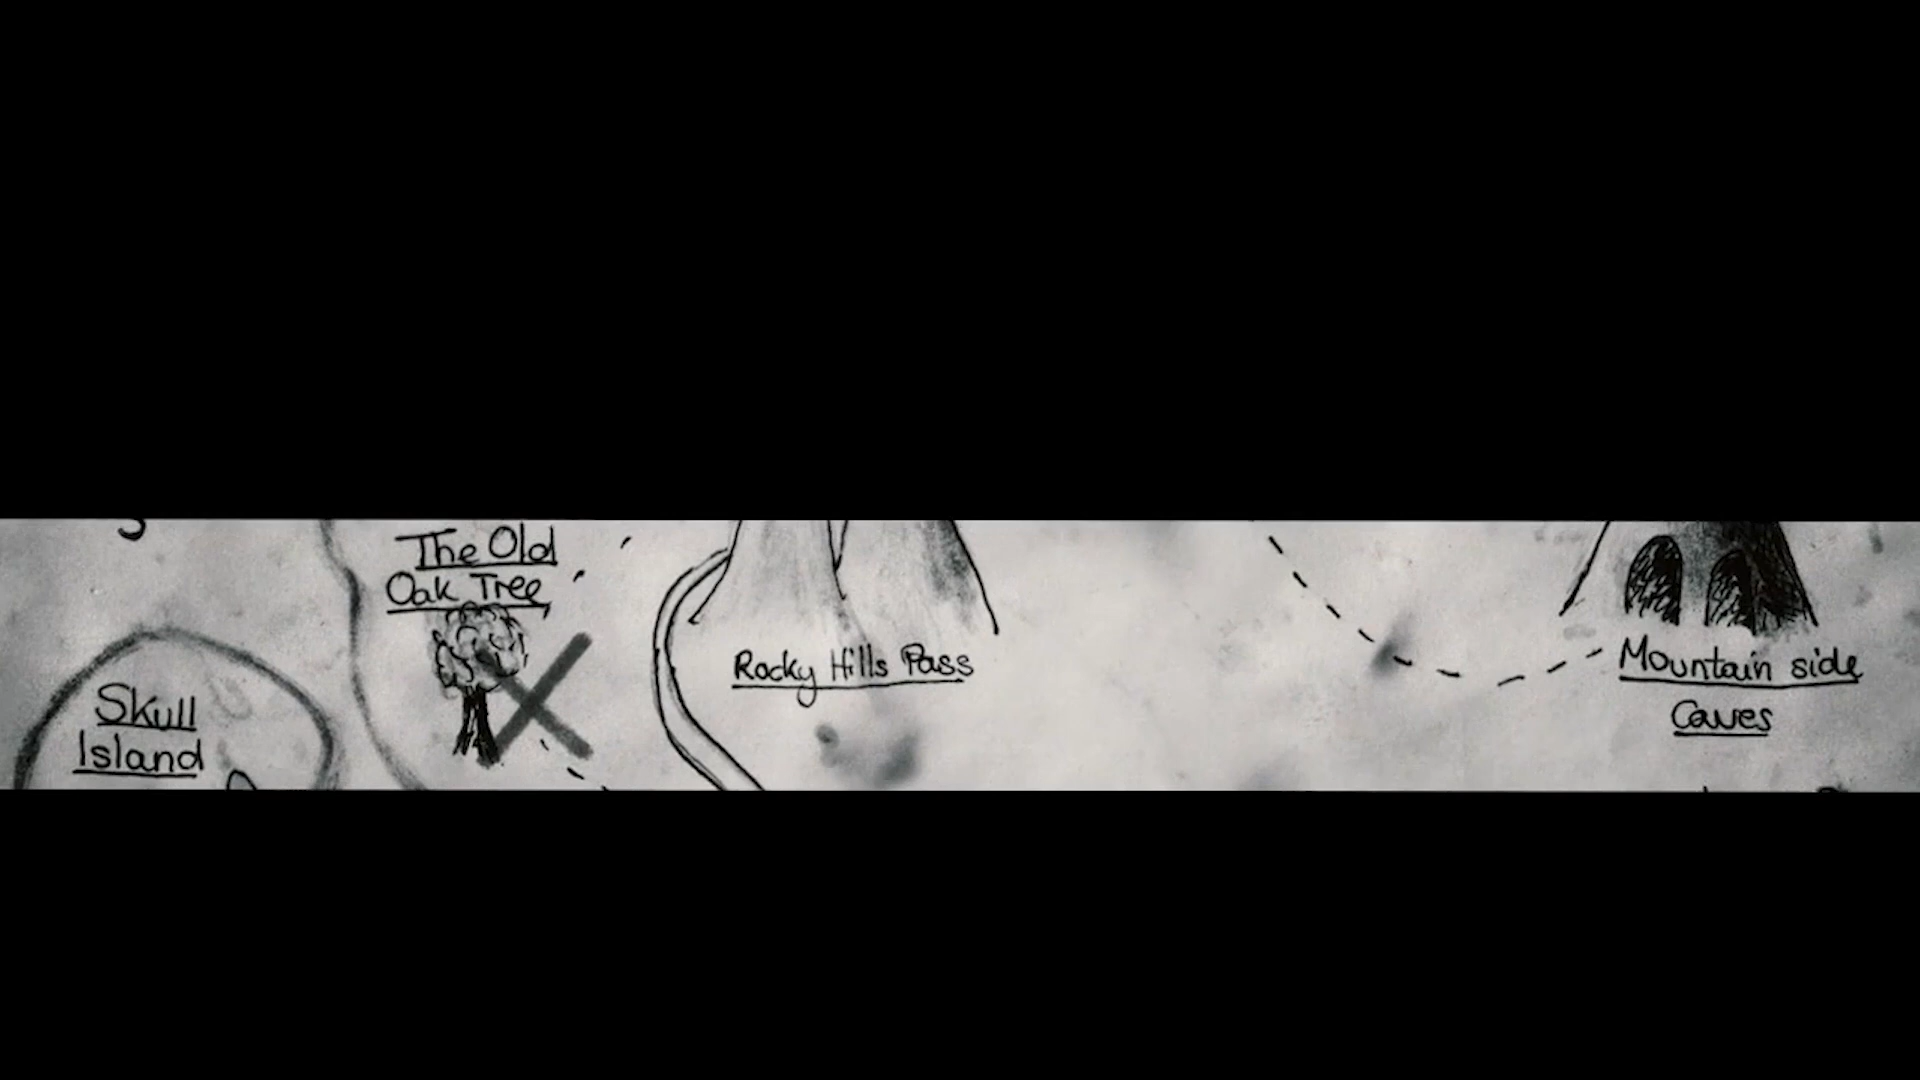 The Old
Oak Tree
Skull
Island
Rocky Hills Pass
Mountain side
Caves